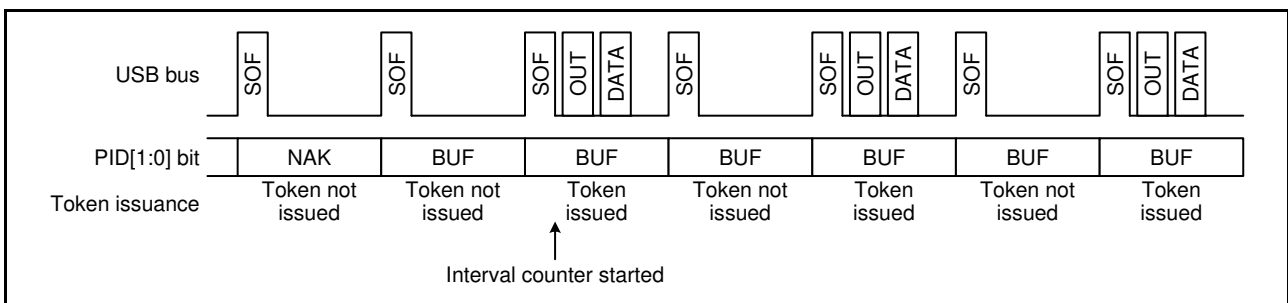 USB bus
SOF SOF SOF OUT DATA SOF SOF OUT DATA SOF SOF OUT DATA
PID[1:0] bit NAK BUF BUF BUF BUF BUF BUF
Token issuance Token not issued Token not issued Token issued Token not issued Token issued Token not issued Token issued
Interval counter started